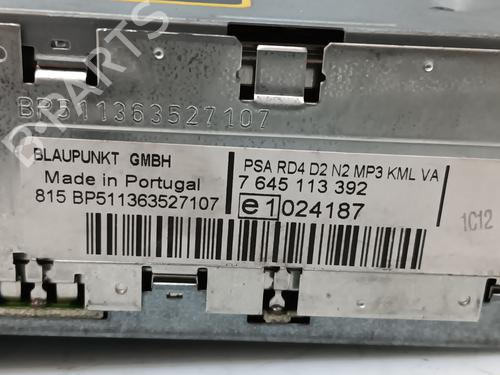 BP511363527107
BLAUPUNKT GMBH
Made in Portugal
815 BP511363527107
PSA RD4 D2 N2 MP3 KML VA
7 645 113 392
e1 024187
1C12